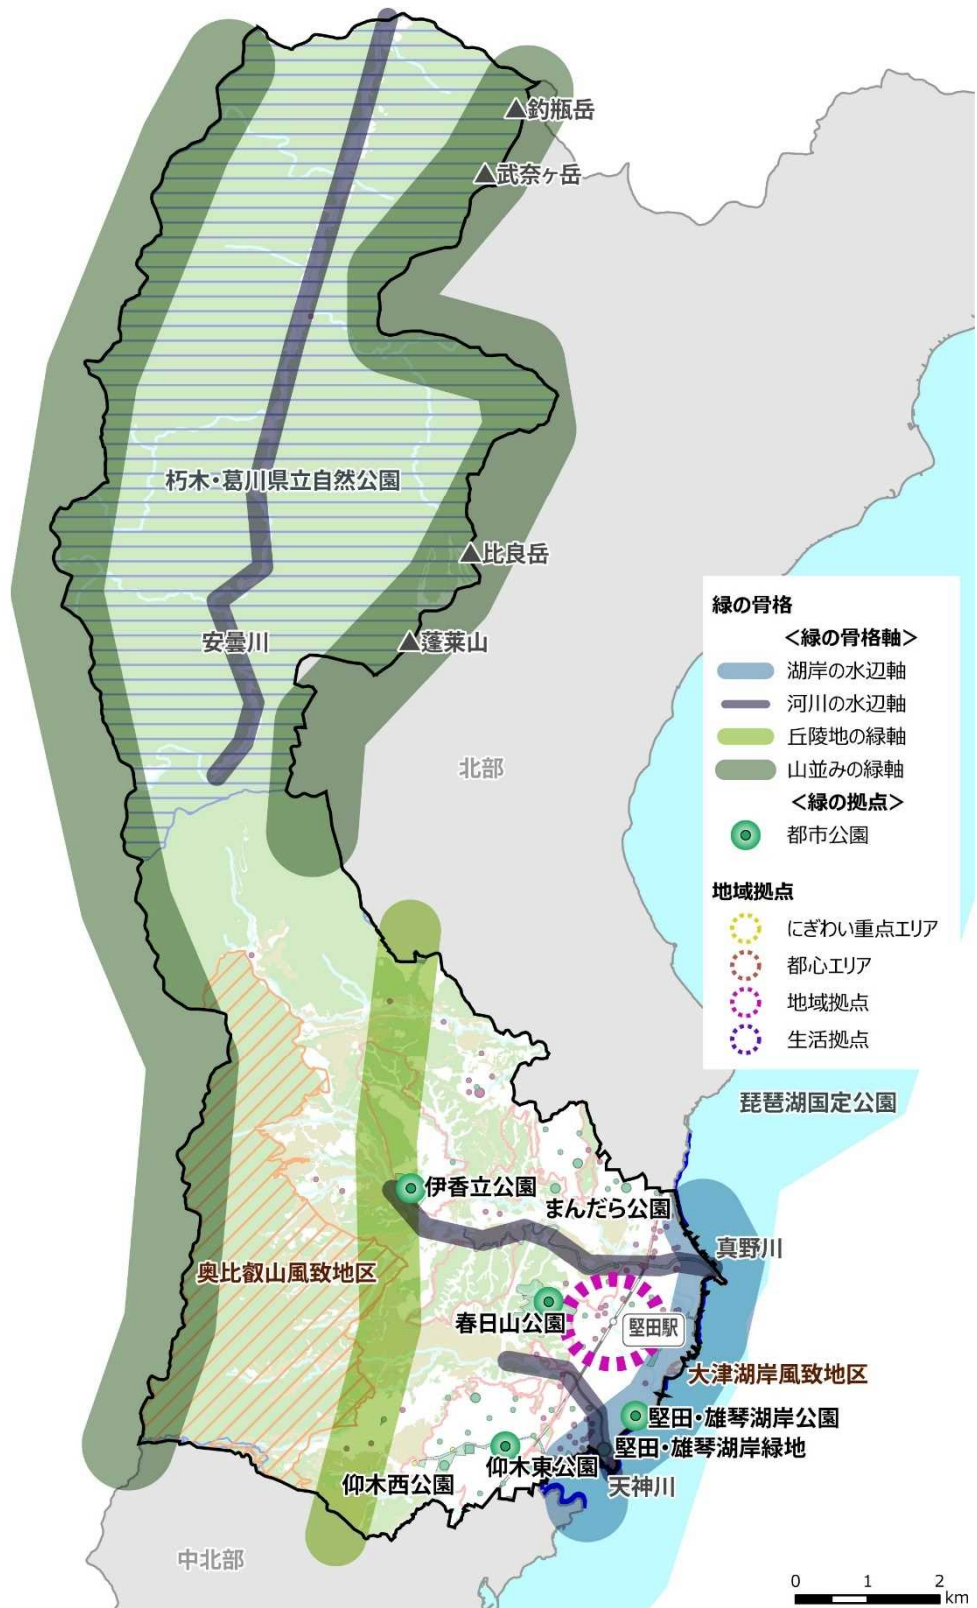 ▲釣瓶岳
▲武奈ヶ岳
朽木・葛川県立自然公園
▲比良岳
安曇川
▲蓬莱山
北部
緑の骨格
<緑の骨格軸>
湖岸の水辺軸
河川の水辺軸
丘陵地の緑軸
山並みの緑軸
<緑の拠点>
都市公園
地域拠点
にぎわい重点エリア
都心エリア
地域拠点
生活拠点
琵琶湖国定公園
伊香立公園
まんだら公園
真野川
奥比叡山風致地区
春日山公園
堅田駅
大津湖岸風致地区
堅田・雄琴湖岸公園
堅田・雄琴湖岸緑地
仰木東公園
仰木西公園
天神川
中北部
0 1 2
km